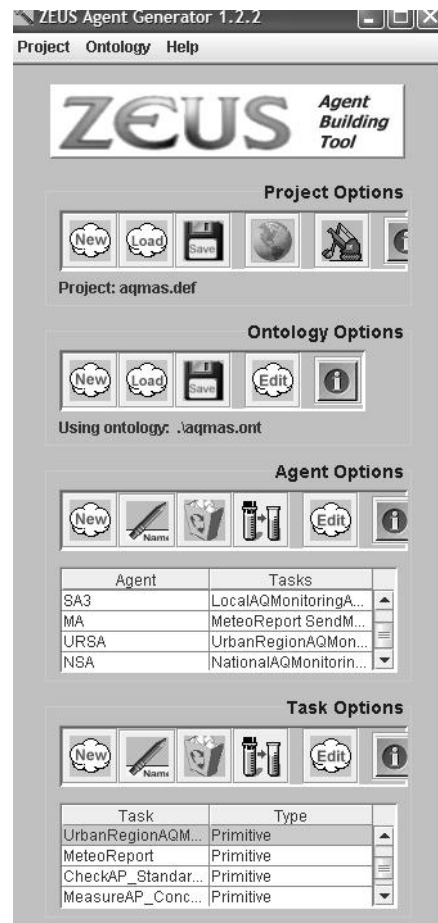 ZEUS Agent Generator 1.2.2
Project Ontology Help
ZEUS Agent Building Tool
Project Options
New Load Save
Project: aqmas.def
Ontology Options
New Load Save Edit
Using ontology: .\aqmas.ont
Agent Options
New Name Edit
Agent Tasks
SA3 LocalAQMonitoringA...
MA MeteoReport SendM...
URSA UrbanRegionAQMon...
NSA NationalAQMonitorin...
Task Options
New Name Edit
Task Type
UrbanRegionAQM... Primitive
MeteoReport Primitive
CheckAP_Standar... Primitive
MeasureAP_Conc... Primitive